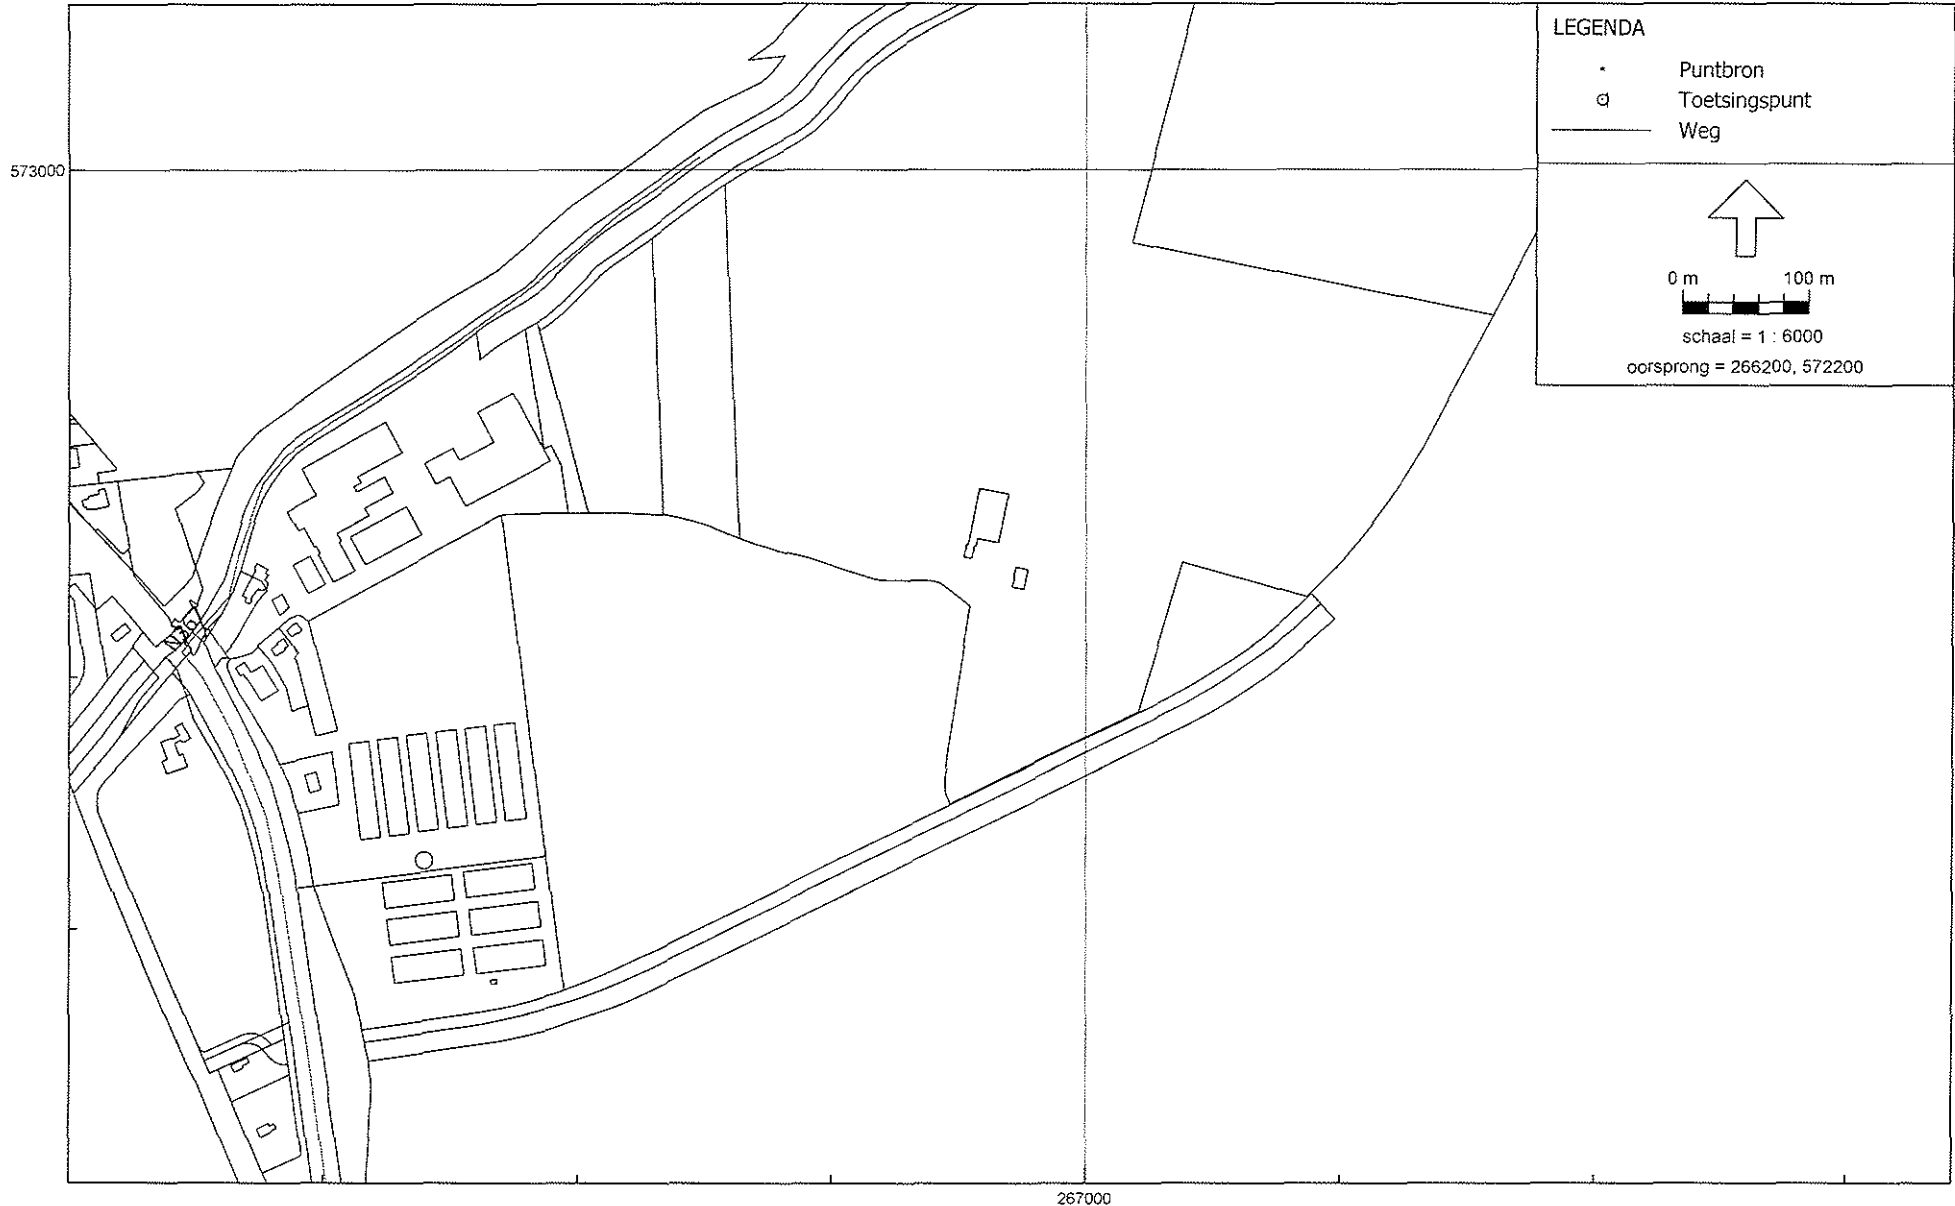 LEGENDA
Puntbron
Toetsingspunt
Weg
573000
0 m 100 m
schaal = 1 : 6000
oorsprong = 266200, 572200
267000